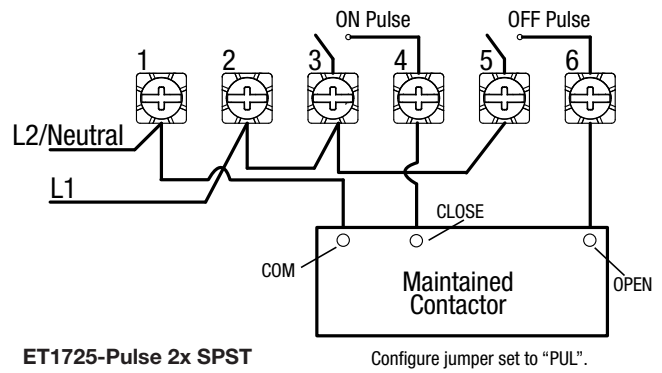 ON Pulse
OFF Pulse
1
2
3
4
5
6
L2/Neutral
L1
CLOSE
COM
OPEN
Maintained
Contactor
ET1725-Pulse 2x SPST
Configure jumper set to “PUL”.